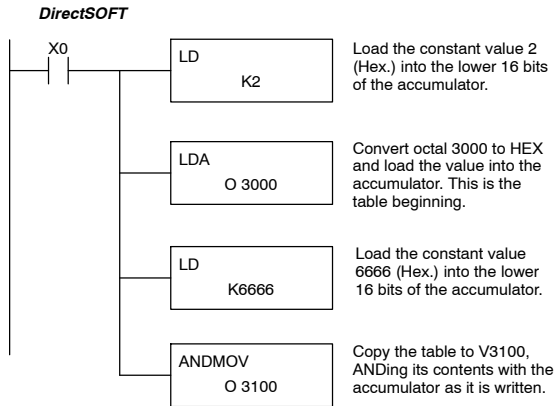 DirectSOFT
X0
LD
K2
Load the constant value 2
(Hex.) into the lower 16 bits
of the accumulator.
LDA
O 3000
Convert octal 3000 to HEX
and load the value into the
accumulator. This is the
table beginning.
LD
K6666
Load the constant value
6666 (Hex.) into the lower
16 bits of the accumulator.
ANDMOV
O 3100
Copy the table to V3100,
ANDing its contents with the
accumulator as it is written.